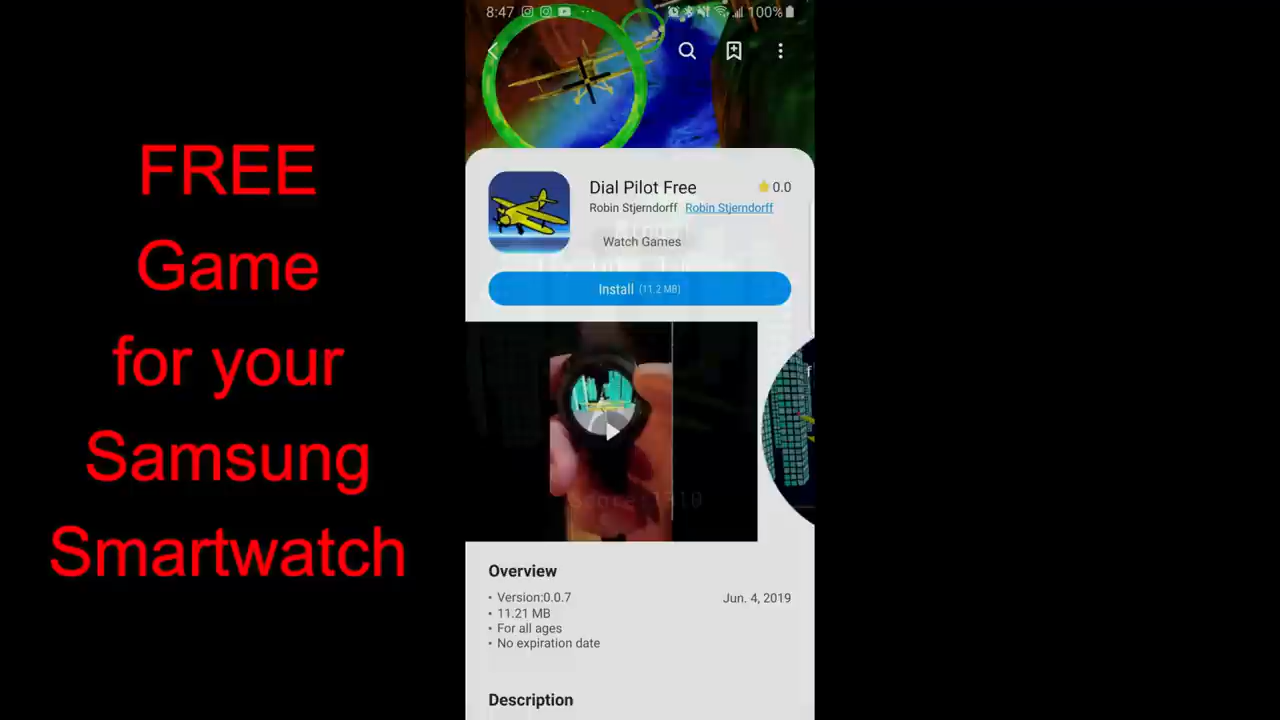 FREE
Game
for your
Samsung
Smartwatch
8:47
100%
Dial Pilot Free
0.0
Robin Stjerndorff Robin Stjerndorff
Watch Games
Install (11.2 MB)
Score:1310
Overview
• Version:0.0.7
Jun. 4, 2019
• 11.21 MB
• For all ages
• No expiration date
Description